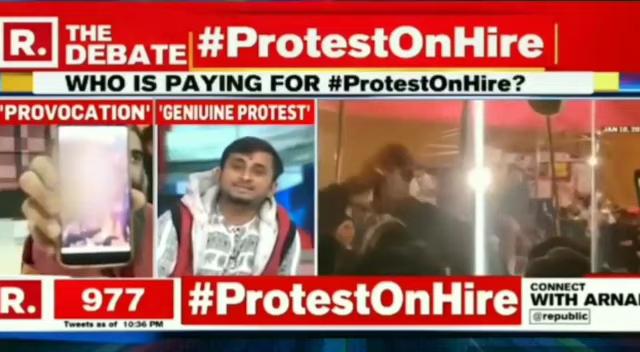 R.
THE
DEBATE
#ProtestOnHire
WHO IS PAYING FOR #ProtestOnHire?
'PROVOCATION'
'GENIUINE PROTEST'
JAN 10, 20
R.
977
Tweets as of 10:36 PM
#ProtestOnHire
CONNECT
WITH ARNA
@republic